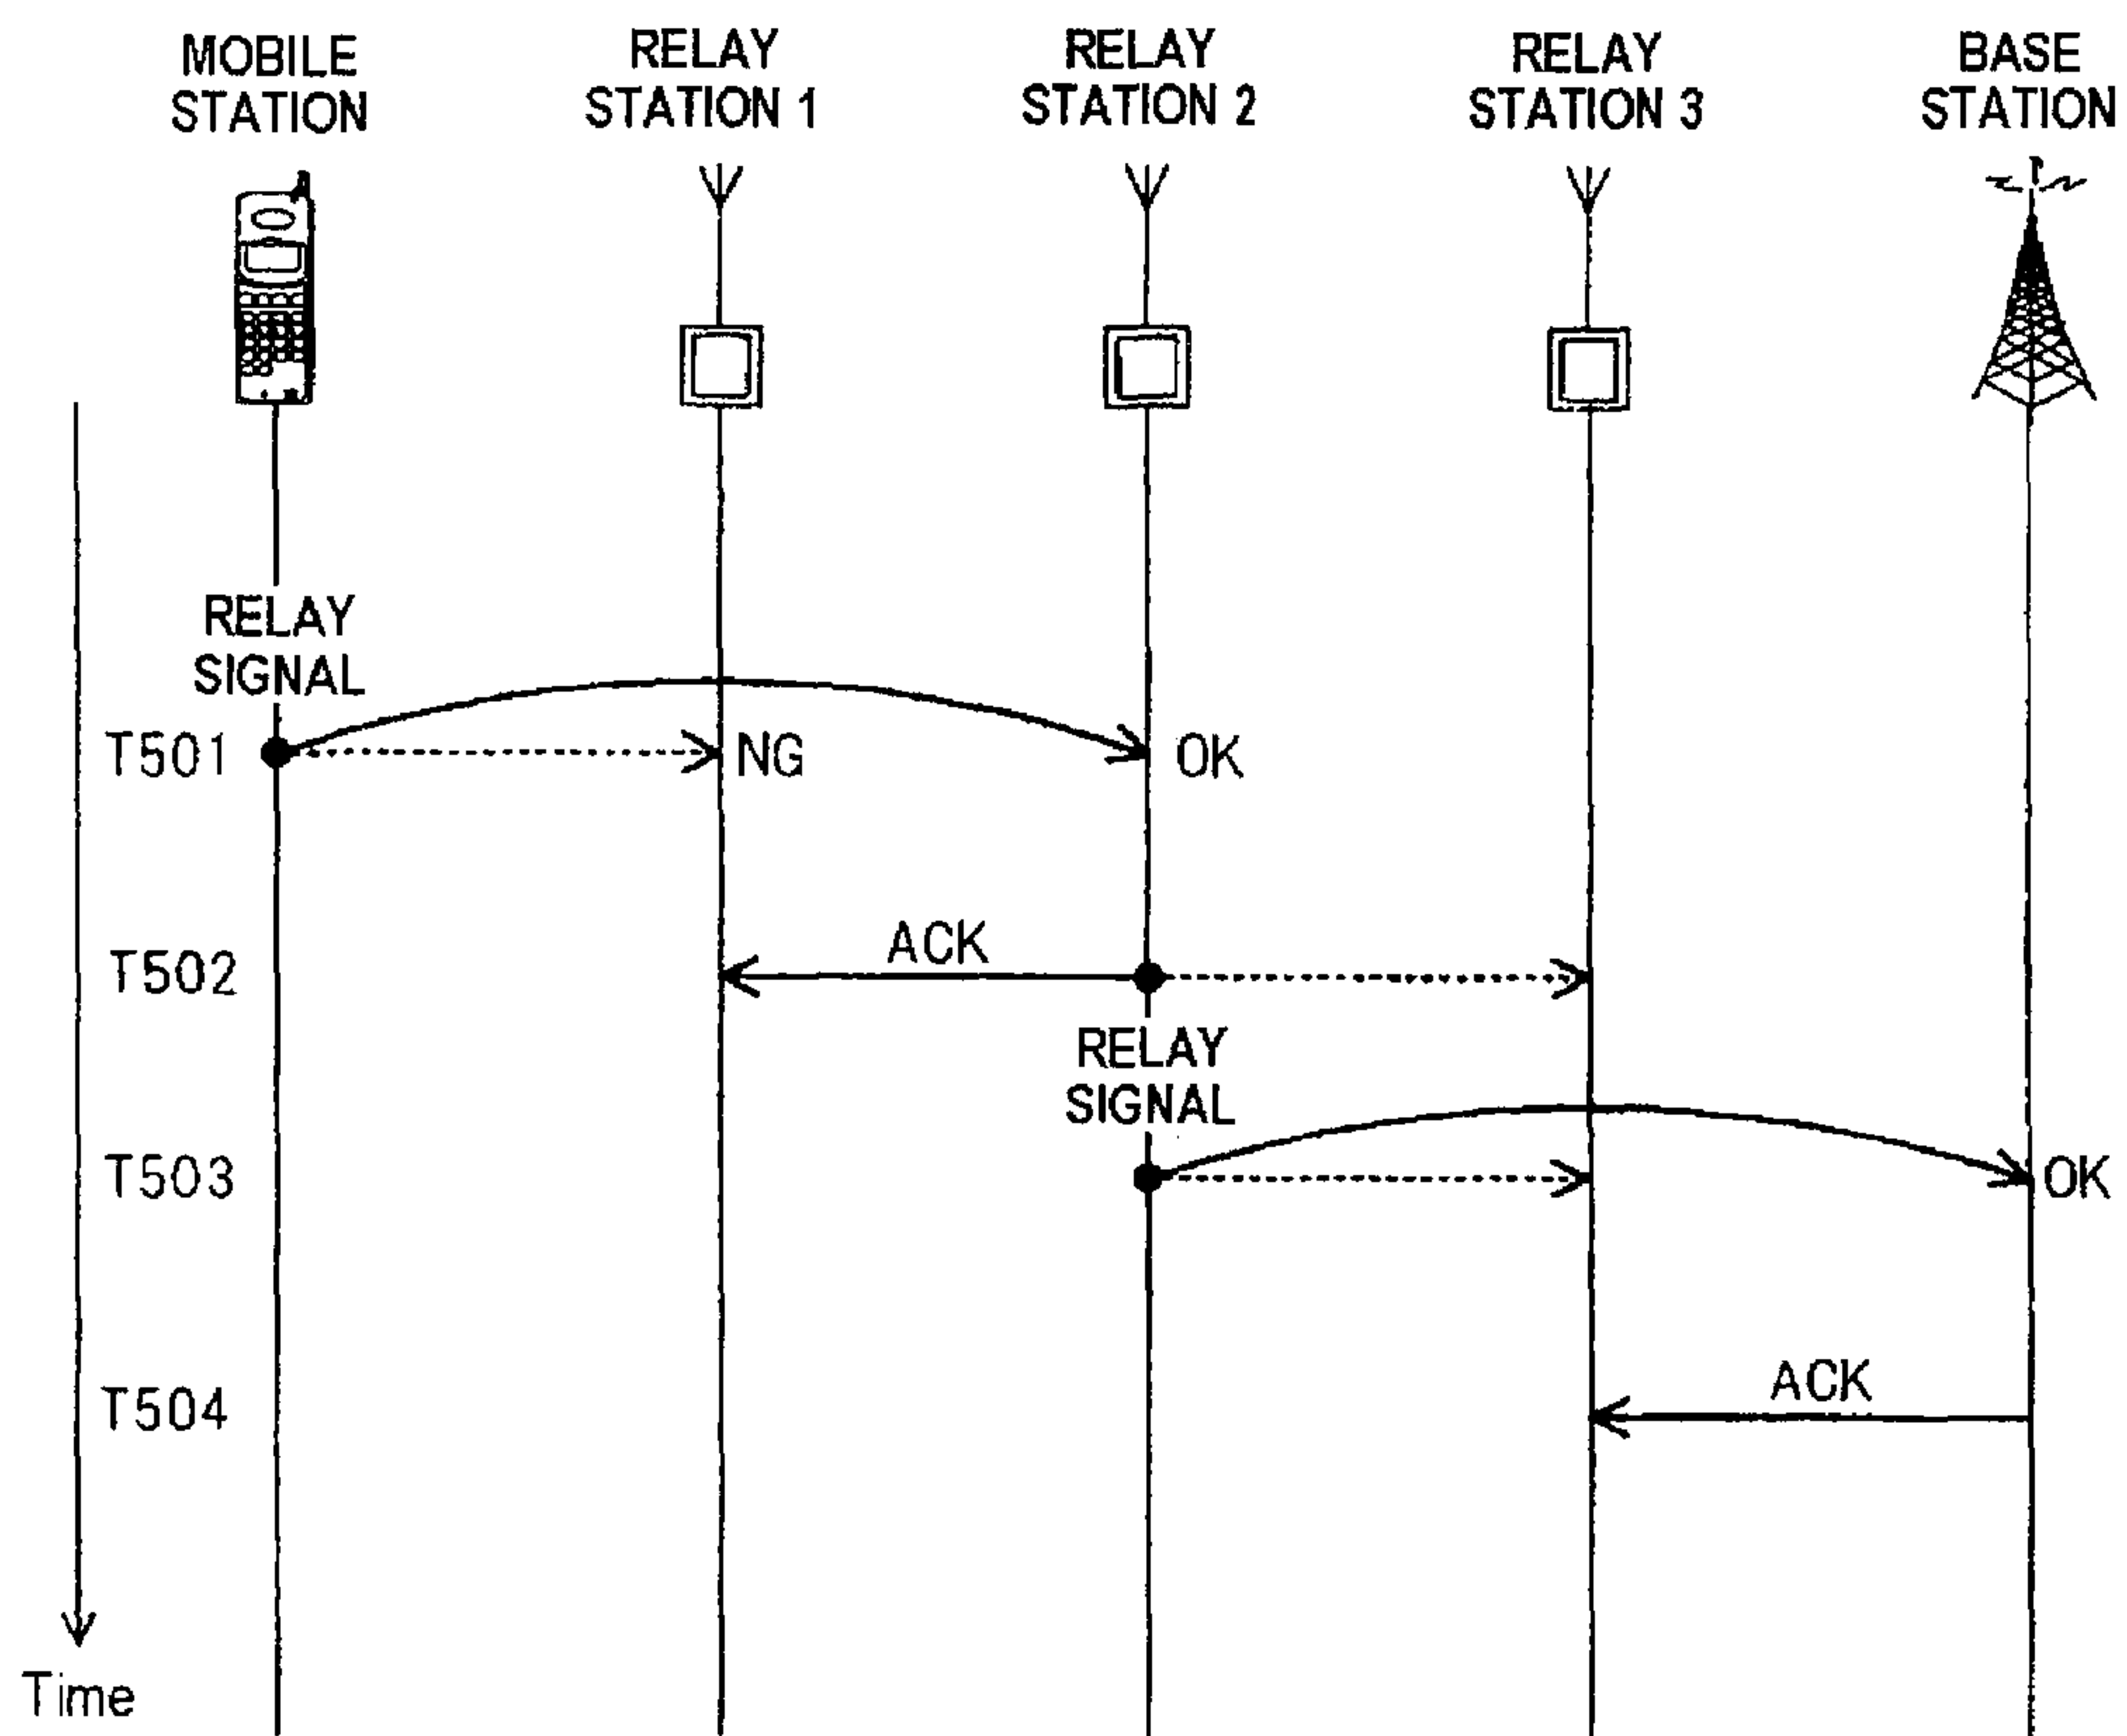 MOBILE
STATION
RELAY
STATION 1
RELAY
STATION 2
RELAY
STATION 3
BASE
STATION
RELAY
SIGNAL
T501
NG
OK
T502
ACK
RELAY
SIGNAL
T503
OK
T504
ACK
Time